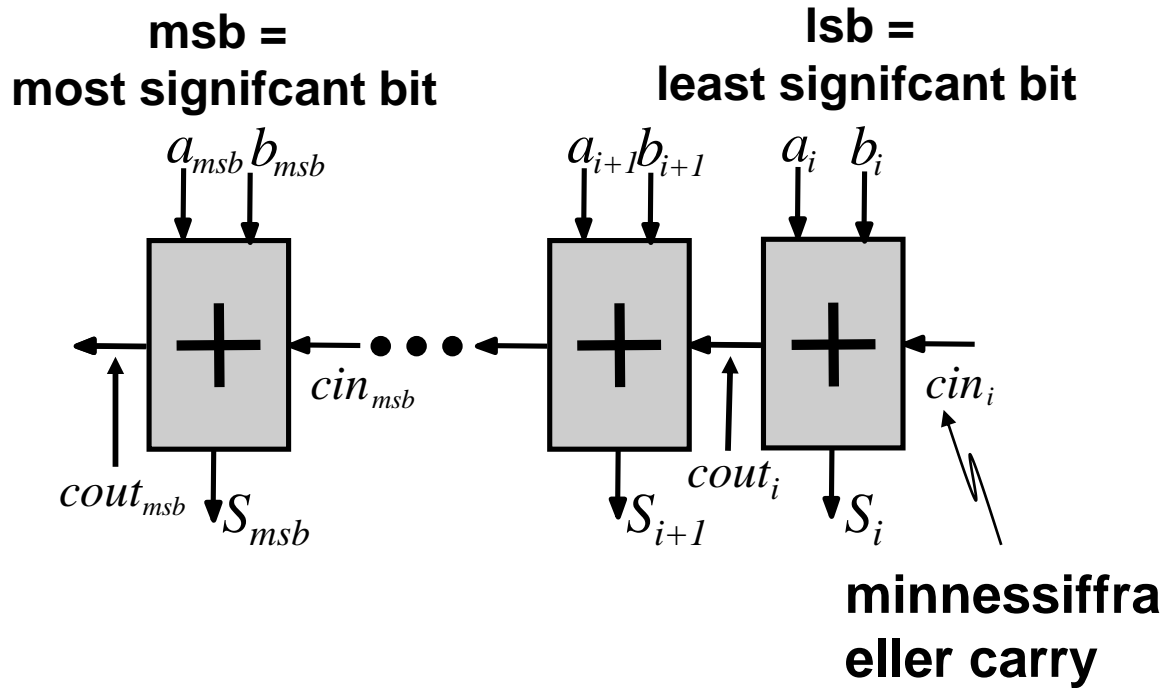 msb =
most signifcant bit
lsb =
least signifcant bit
a_msb b_msb
a_i+1 b_i+1
a_i b_i
+
+
+
cin_msb
cin_i
cout_msb
cout_i
S_msb
S_i+1
S_i
minnessiffra
eller carry